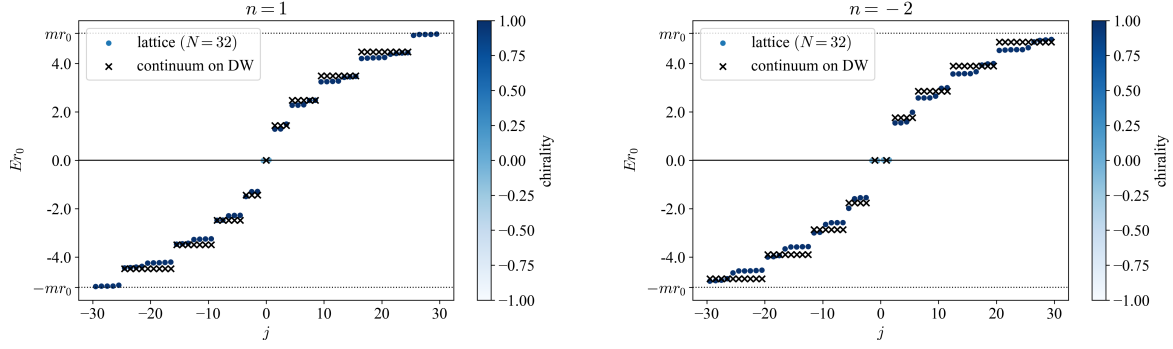 n = 1
mr₀
4.0
2.0
0.0
-2.0
-4.0
−mr₀
Er₀
lattice (N = 32)
continuum on DW
−30
−20
−10
0
10
20
30
j
1.00
0.75
0.50
0.25
0.00
−0.25
−0.50
−0.75
−1.00
chirality
n = −2
mr₀
4.0
2.0
0.0
-2.0
-4.0
−mr₀
Er₀
lattice (N = 32)
continuum on DW
−30
−20
−10
0
10
20
30
j
1.00
0.75
0.50
0.25
0.00
−0.25
−0.50
−0.75
−1.00
chirality